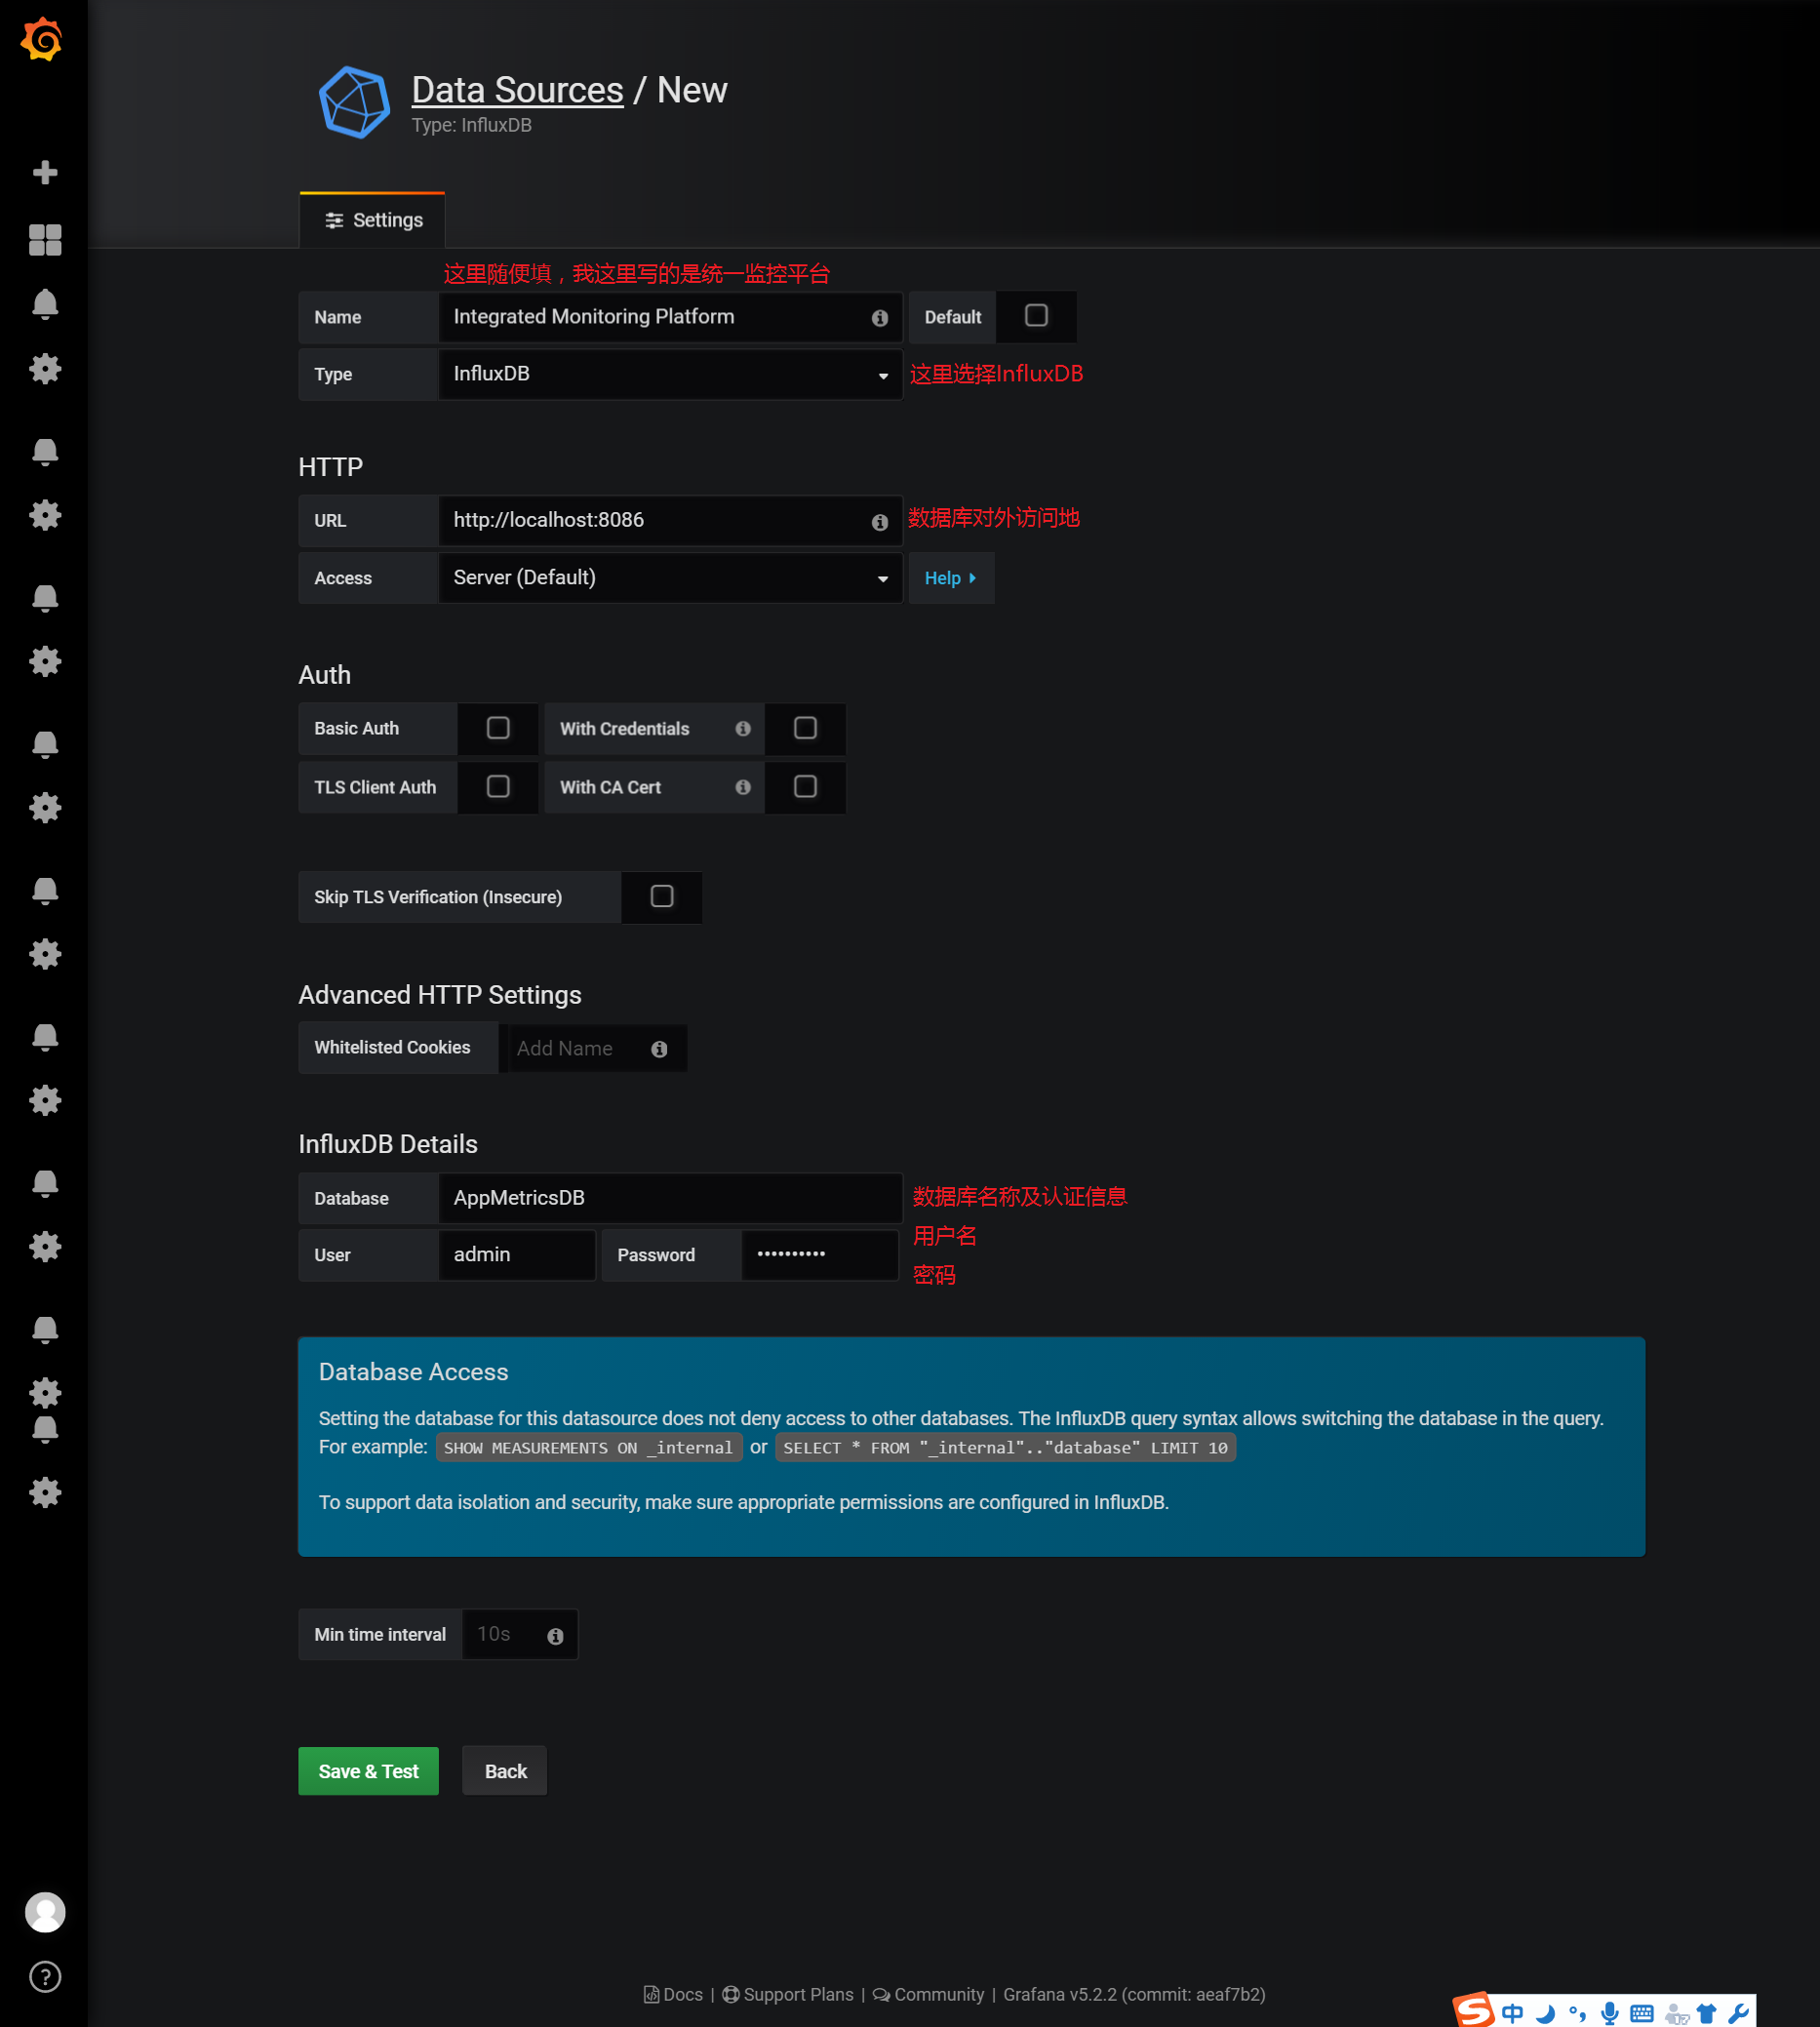 Data Sources / New
Type: InfluxDB
Settings
这里随便填，我这里写的是统一监控平台
Name Integrated Monitoring Platform Default
Type InfluxDB 这里选择InfluxDB
HTTP
URL http://localhost:8086 数据库对外访问地
Access Server (Default) Help
Auth
Basic Auth With Credentials
TLS Client Auth With CA Cert
Skip TLS Verification (Insecure)
Advanced HTTP Settings
Whitelisted Cookies Add Name
InfluxDB Details
Database AppMetricsDB 数据库名称及认证信息
用户名
User admin Password ••••••••••
密码
Database Access
Setting the database for this datasource does not deny access to other databases. The InfluxDB query syntax allows switching the database in the query.
For example: SHOW MEASUREMENTS ON _internal or SELECT * FROM "_internal".."database" LIMIT 10
To support data isolation and security, make sure appropriate permissions are configured in InfluxDB.
Min time interval 10s
Save & Test Back
Docs | Support Plans | Community | Grafana v5.2.2 (commit: aeaf7b2)
中